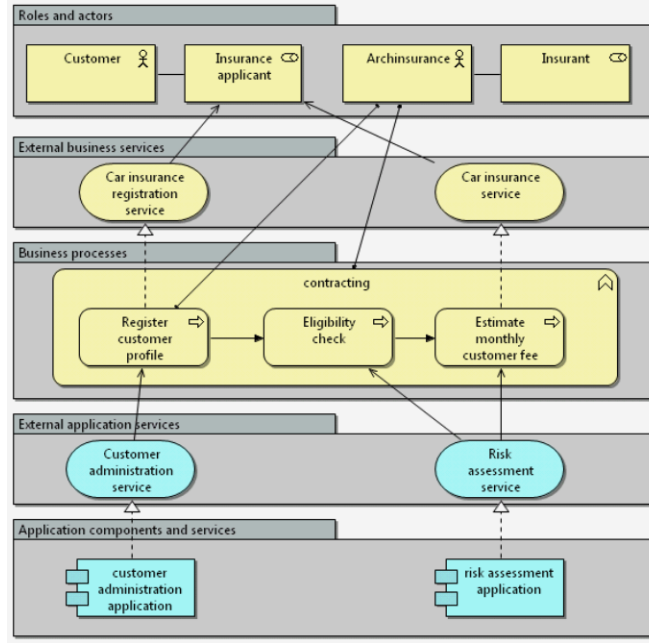 Roles and actors
Customer
Insurance
applicant
Archinsurance
Insurant
External business services
Car insurance
registration
service
Car insurance
service
Business processes
contracting
Register
customer
profile
Eligibility
check
Estimate
monthly
customer fee
External application services
Customer
administration
service
Risk
assessment
service
Application components and services
customer
administration
application
risk assessment
application